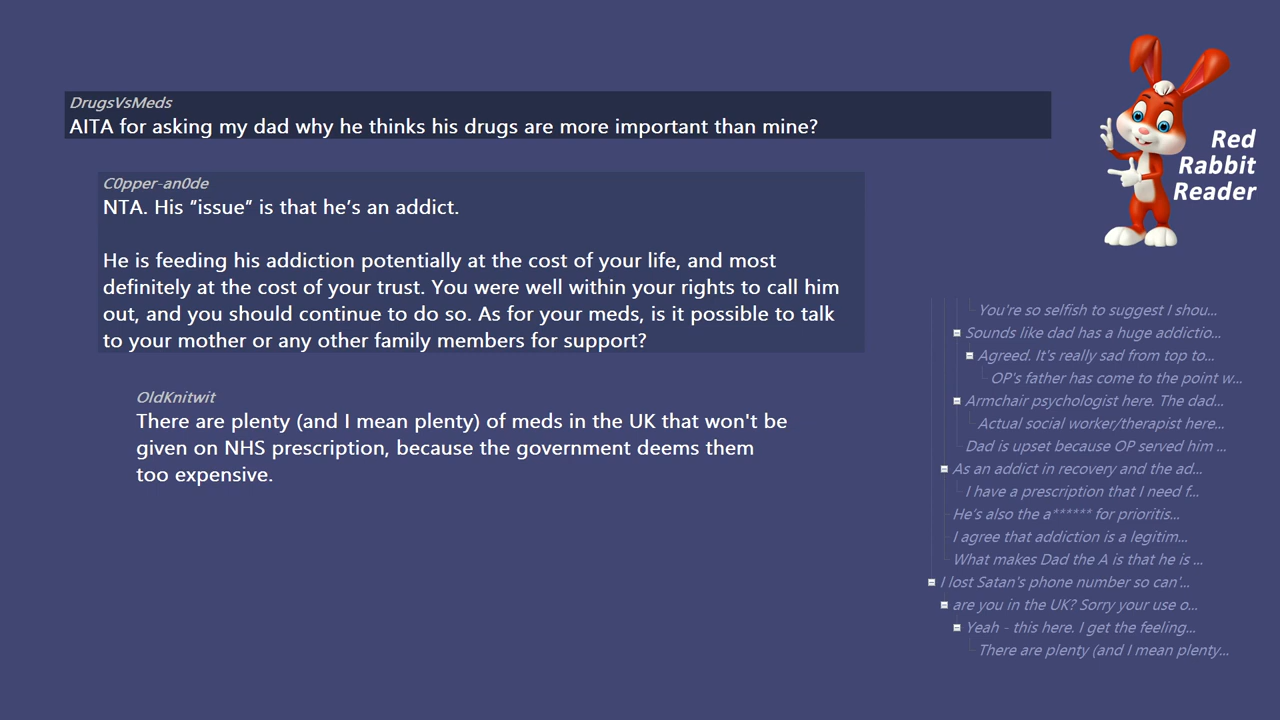 DrugsVsMeds
AITA for asking my dad why he thinks his drugs are more important than mine?
C0pper-an0de
NTA. His “issue” is that he’s an addict.
He is feeding his addiction potentially at the cost of your life, and most
definitely at the cost of your trust. You were well within your rights to call him
out, and you should continue to do so. As for your meds, is it possible to talk
to your mother or any other family members for support?
OldKnitwit
There are plenty (and I mean plenty) of meds in the UK that won't be
given on NHS prescription, because the government deems them
too expensive.
Red
Rabbit
Reader
You're so selfish to suggest I shou...
Sounds like dad has a huge addictio...
Agreed. It's really sad from top to...
OP's father has come to the point w...
Armchair psychologist here. The dad...
Actual social worker/therapist here...
Dad is upset because OP served him ...
As an addict in recovery and the ad...
I have a prescription that I need f...
He’s also the a****** for prioritis...
I agree that addiction is a legitim...
What makes Dad the A is that he is ...
I lost Satan's phone number so can'...
are you in the UK? Sorry your use o...
Yeah - this here. I get the feeling...
There are plenty (and I mean plenty...